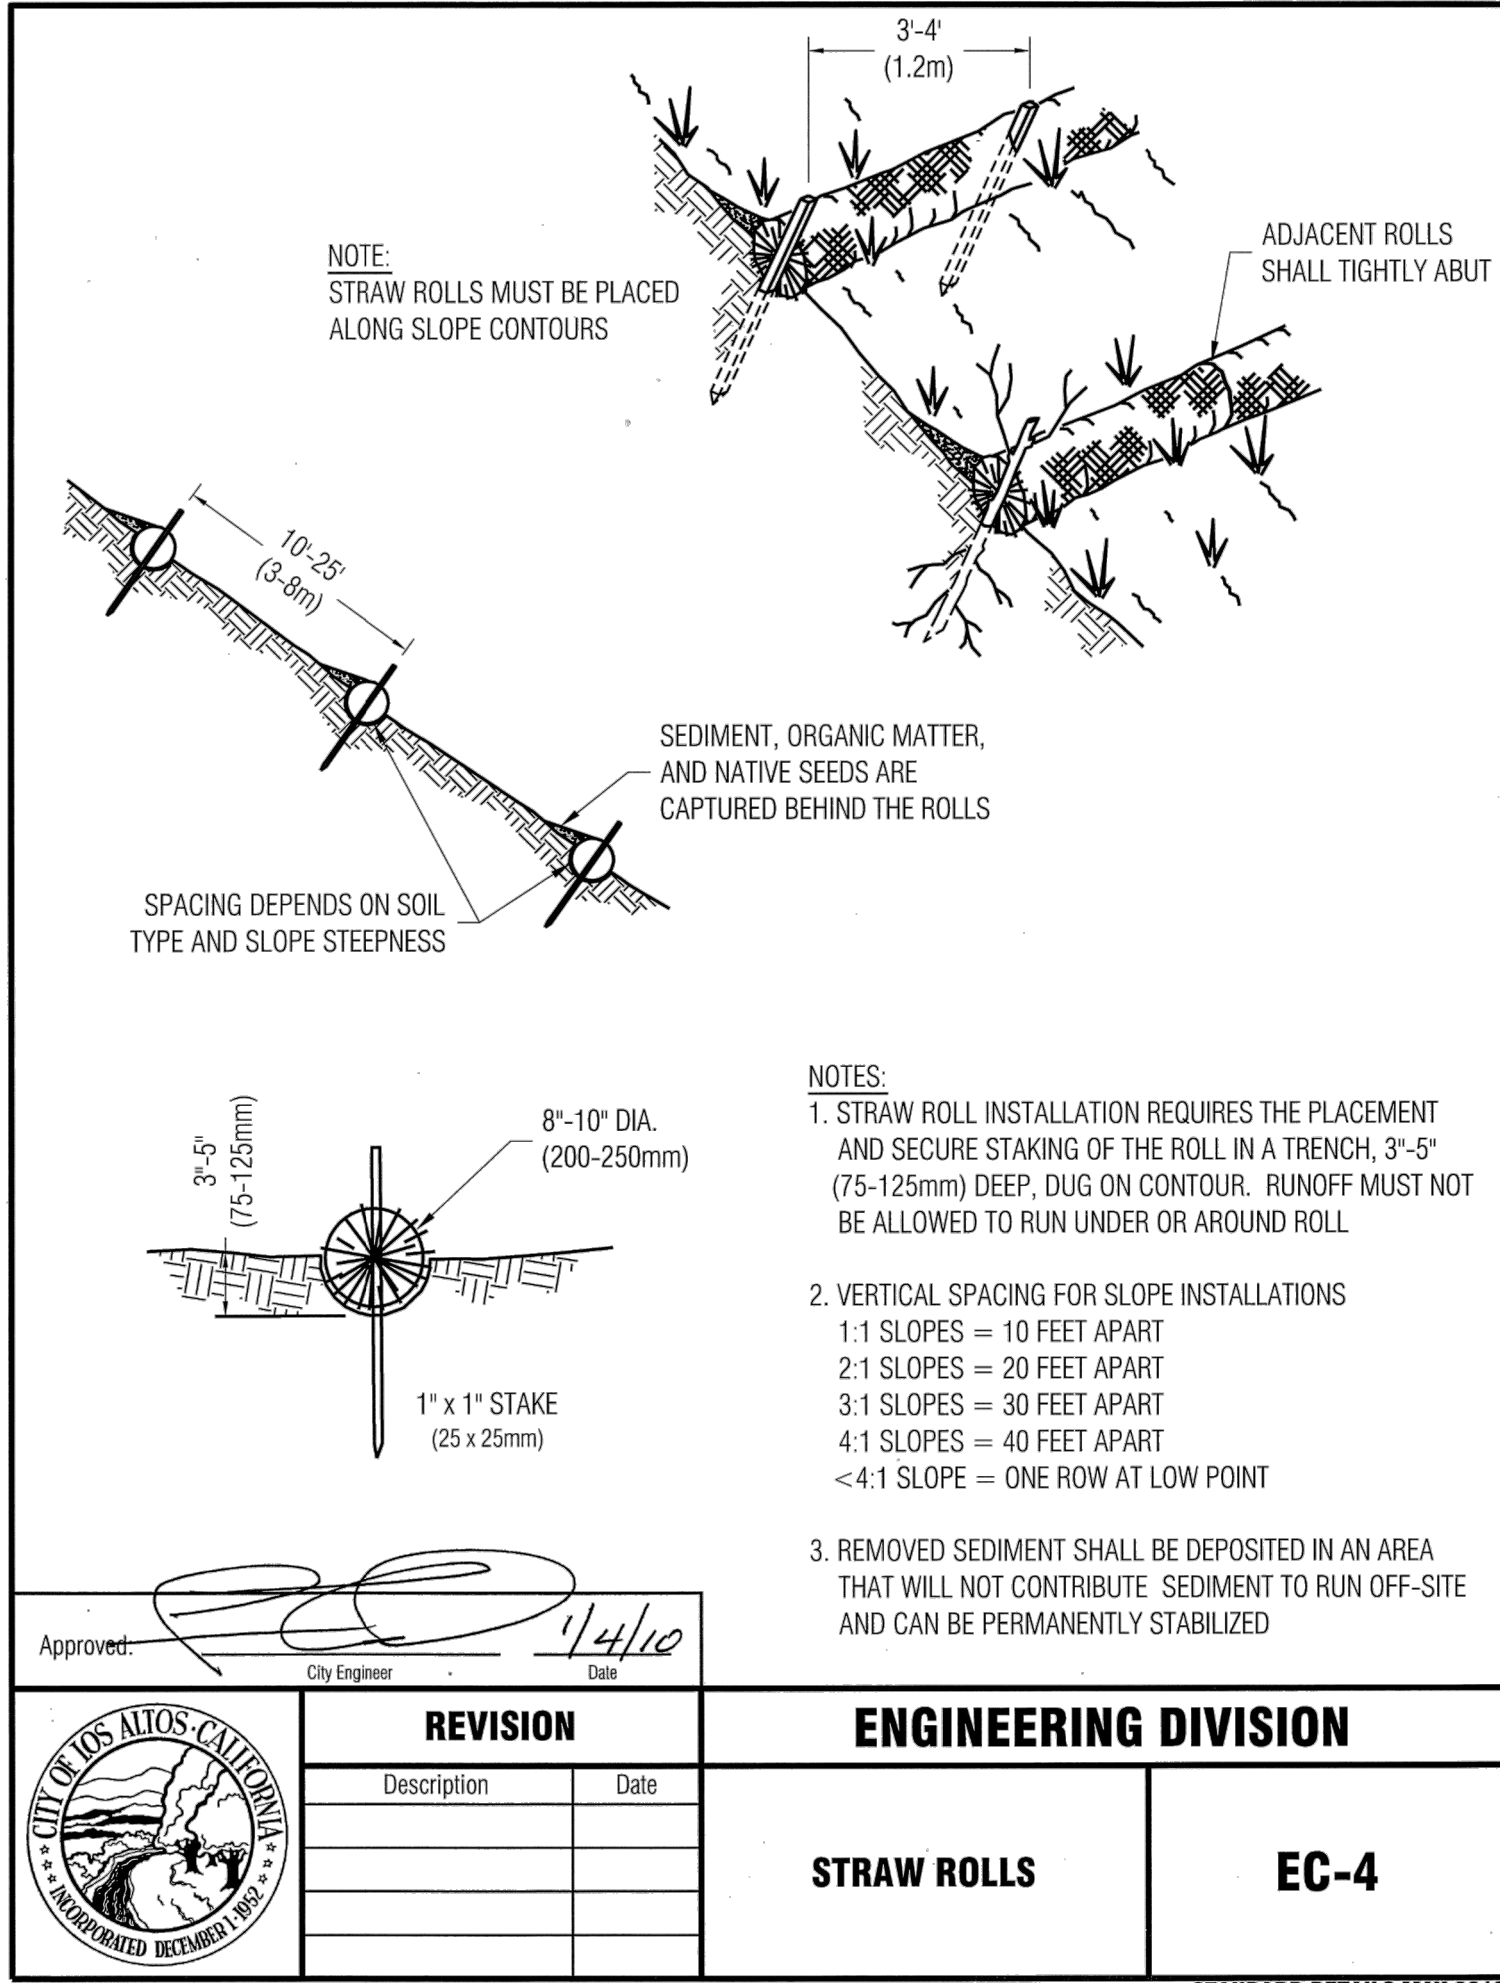 3'-4'
(1.2m)
ADJACENT ROLLS
SHALL TIGHTLY ABUT
NOTE:
STRAW ROLLS MUST BE PLACED
ALONG SLOPE CONTOURS
10'-25'
(3-8m)
SEDIMENT, ORGANIC MATTER,
AND NATIVE SEEDS ARE
CAPTURED BEHIND THE ROLLS
SPACING DEPENDS ON SOIL
TYPE AND SLOPE STEEPNESS
3"-5"
(75-125mm)
8"-10" DIA.
(200-250mm)
1" x 1" STAKE
(25 x 25mm)
NOTES:
1. STRAW ROLL INSTALLATION REQUIRES THE PLACEMENT
AND SECURE STAKING OF THE ROLL IN A TRENCH, 3"-5"
(75-125mm) DEEP, DUG ON CONTOUR. RUNOFF MUST NOT
BE ALLOWED TO RUN UNDER OR AROUND ROLL
2. VERTICAL SPACING FOR SLOPE INSTALLATIONS
1:1 SLOPES = 10 FEET APART
2:1 SLOPES = 20 FEET APART
3:1 SLOPES = 30 FEET APART
4:1 SLOPES = 40 FEET APART
<4:1 SLOPE = ONE ROW AT LOW POINT
3. REMOVED SEDIMENT SHALL BE DEPOSITED IN AN AREA
THAT WILL NOT CONTRIBUTE SEDIMENT TO RUN OFF-SITE
AND CAN BE PERMANENTLY STABILIZED
Approved:
1/4/10
City Engineer
Date
CITY OF LOS ALTOS · CALIFORNIA
INCORPORATED DECEMBER 1·1952
REVISION
Description
Date
ENGINEERING DIVISION
STRAW ROLLS
EC-4